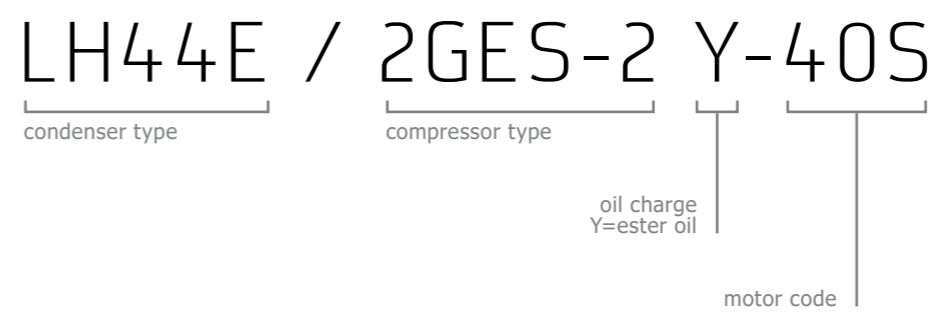 LH44E / 2GES-2 Y-40S
condenser type
compressor type
oil charge
Y=ester oil
motor code